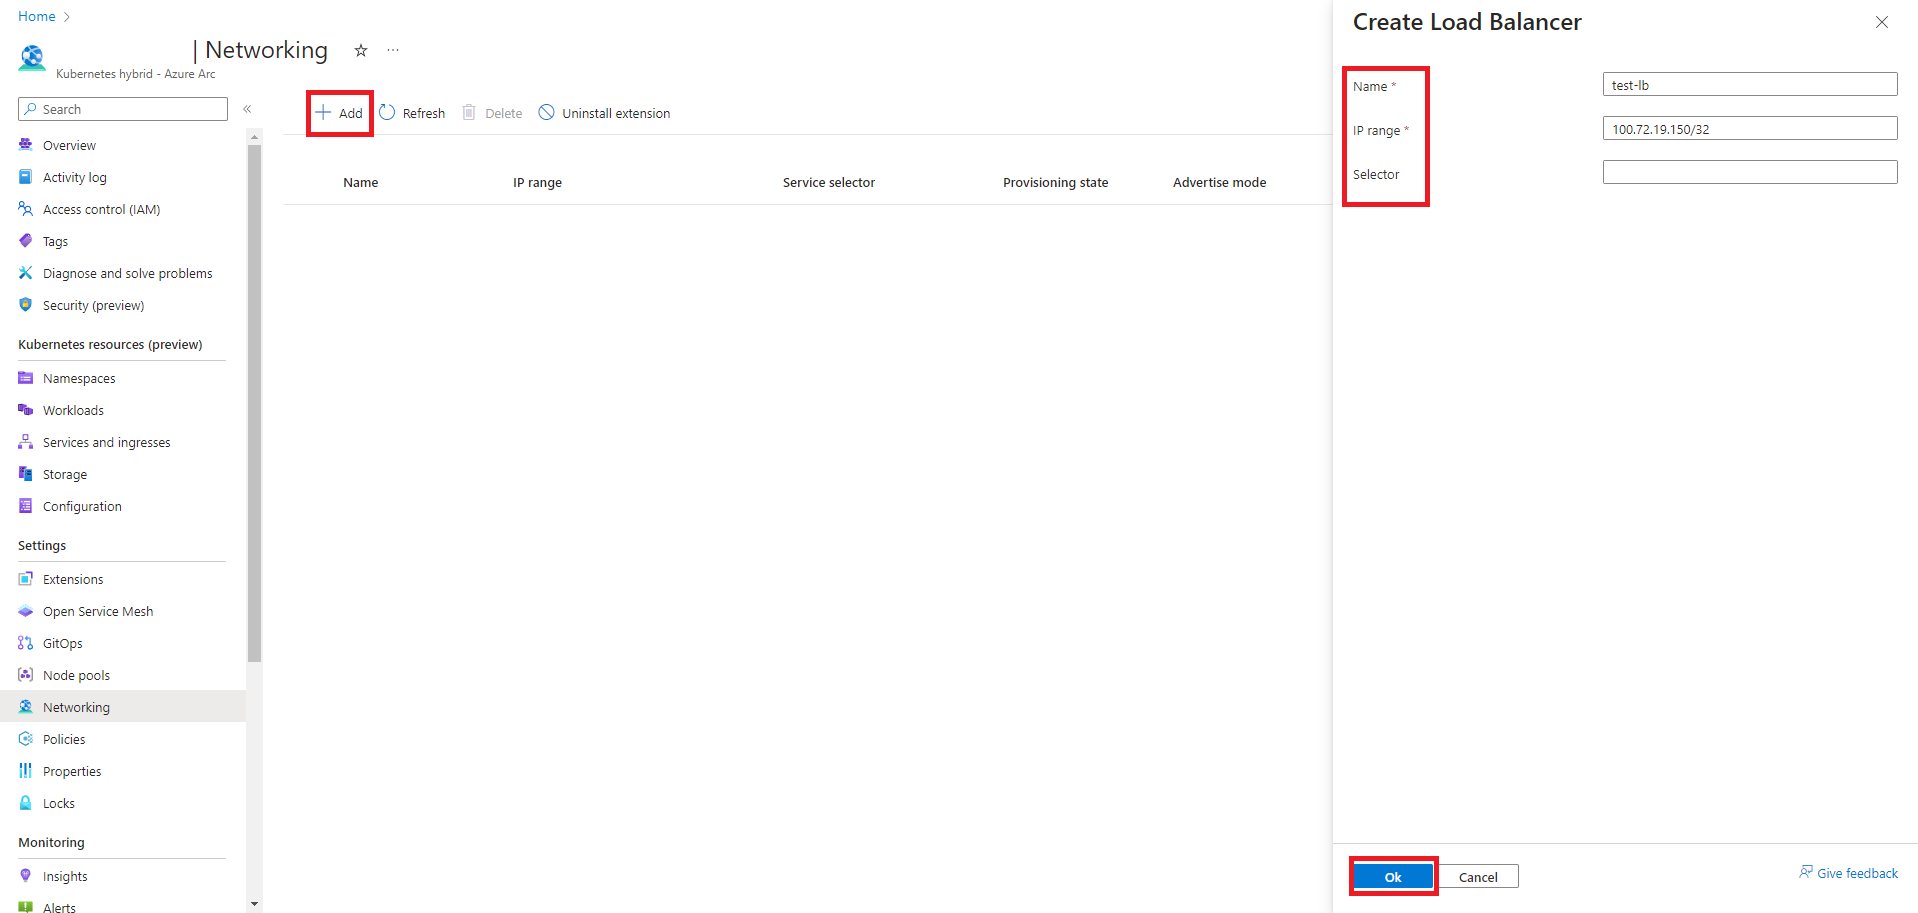 Home
| Networking
Kubernetes hybrid - Azure Arc
Search
Overview
Activity log
Access control (IAM)
Tags
Diagnose and solve problems
Security (preview)
Kubernetes resources (preview)
Namespaces
Workloads
Services and ingresses
Storage
Configuration
Settings
Extensions
Open Service Mesh
GitOps
Node pools
Networking
Policies
Properties
Locks
Monitoring
Insights
Alerts
Add Refresh Delete Uninstall extension
Name IP range Service selector Provisioning state Advertise mode
Create Load Balancer
Name * test-lb
IP range * 100.72.19.150/32
Selector
Ok Cancel Give feedback